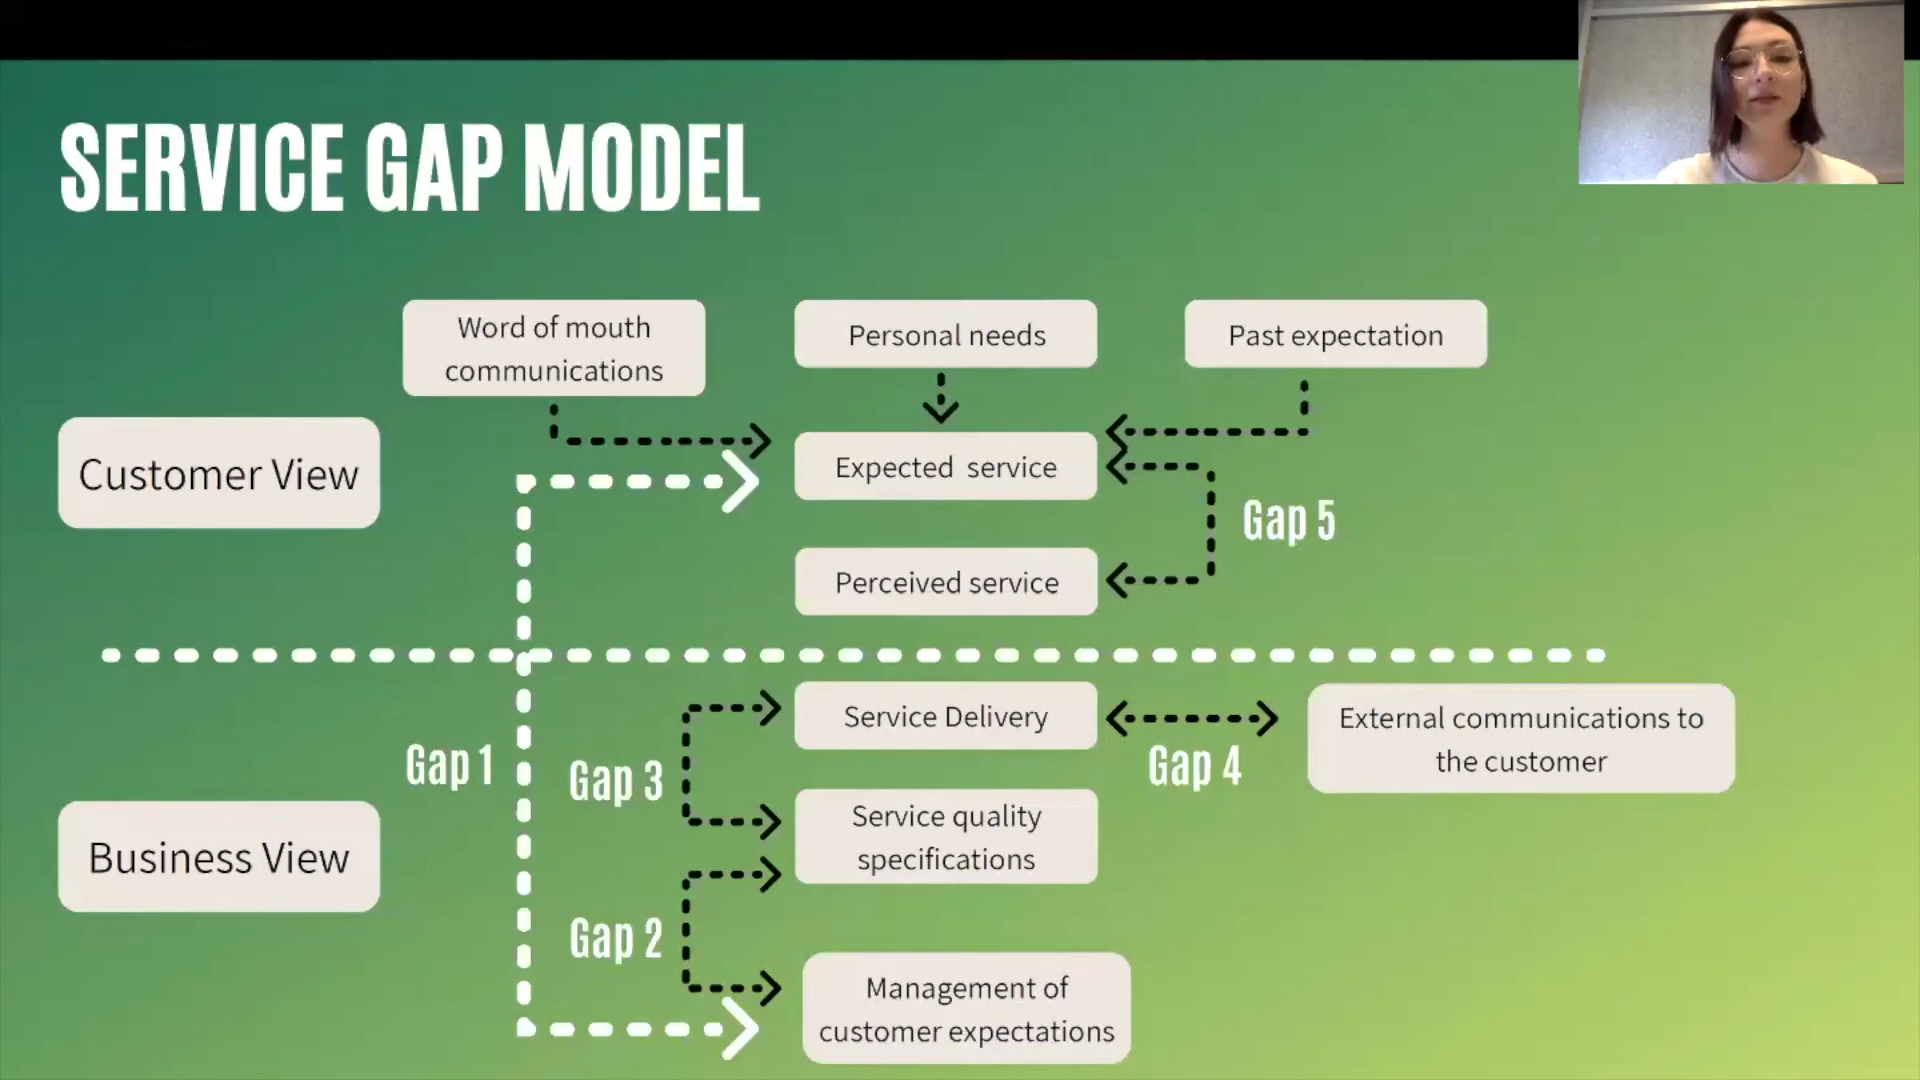 SERVICE GAP MODEL
Word of mouth
communications
Personal needs
Past expectation
Customer View
Expected service
Gap 5
Perceived service
Service Delivery
External communications to
the customer
Gap 1
Gap 3
Gap 4
Service quality
specifications
Business View
Gap 2
Management of
customer expectations